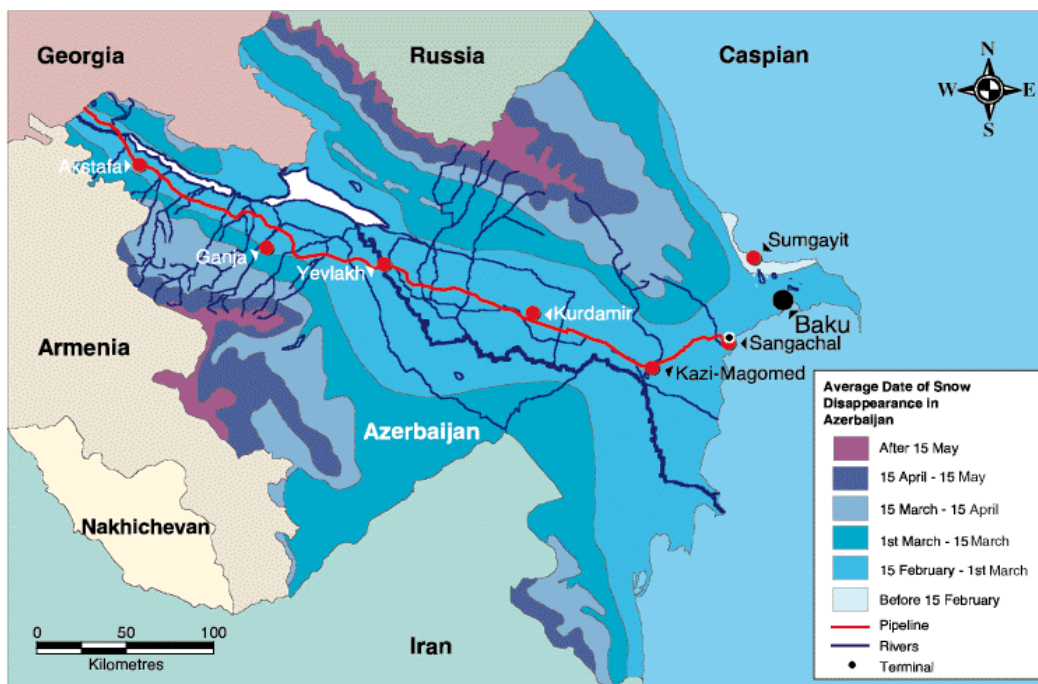 Georgia
Russia
Caspian
N
W E
S
Akstafa
Ganja
Yevlakh
Kurdamir
Sumgayit
Baku
Sangachal
Kazi-Magomed
Armenia
Azerbaijan
Nakhichevan
Iran
0 50 100
Kilometres
Average Date of Snow
Disappearance in
Azerbaijan
After 15 May
15 April - 15 May
15 March - 15 April
1st March - 15 March
15 February - 1st March
Before 15 February
Pipeline
Rivers
Terminal